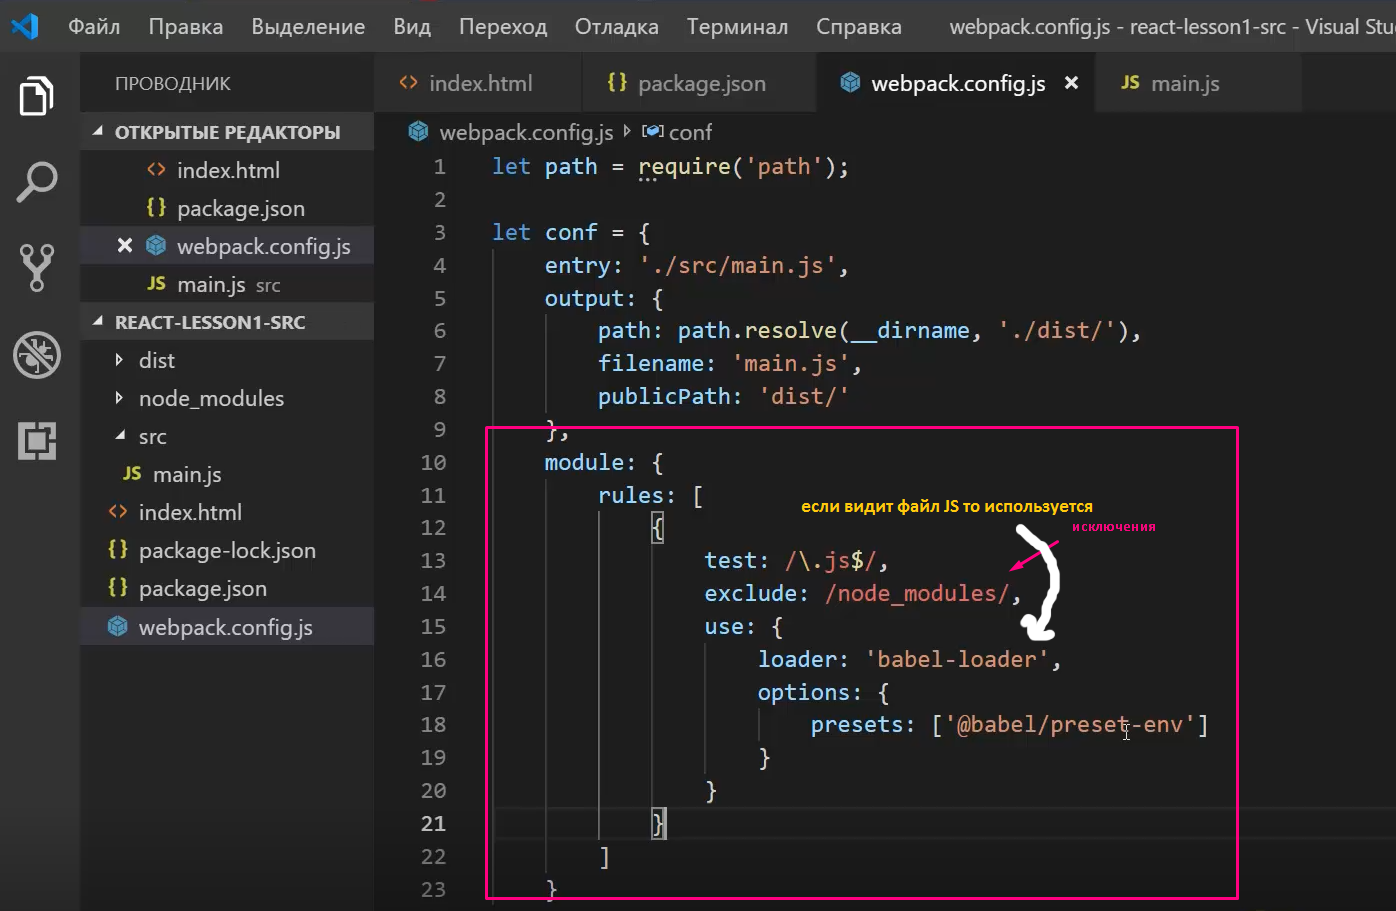 Файл Правка Выделение Вид Переход Отладка Терминал Справка webpack.config.js - react-lesson1-src - Visual Stu
ПРОВОДНИК
ОТКРЫТЫЕ РЕДАКТОРЫ
index.html
package.json
webpack.config.js
JS main.js src
REACT-LESSON1-SRC
dist
node_modules
src
JS main.js
index.html
package-lock.json
package.json
webpack.config.js
index.html package.json webpack.config.js JS main.js
webpack.config.js conf
1 let path = require('path');
2
3 let conf = {
4 entry: './src/main.js',
5 output: {
6 path: path.resolve(__dirname, './dist/'),
7 filename: 'main.js',
8 publicPath: 'dist/'
9 },
10 module: {
11 rules: [
если видит файл JS то используется
исключения
12 {
13 test: /\.js$/,
14 exclude: /node_modules/,
15 use: {
16 loader: 'babel-loader',
17 options: {
18 presets: ['@babel/preset-env']
19 }
20 }
21 }
22 ]
23 }